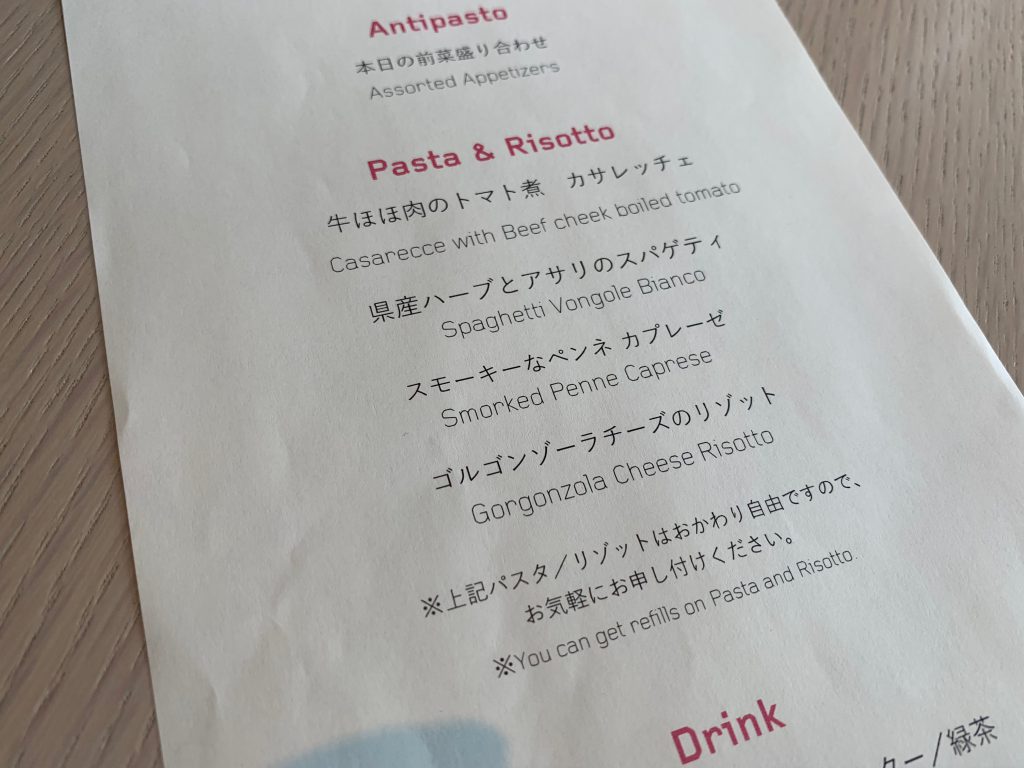 Antipasto
本日の前菜盛り合わせ
Assorted Appetizers
Pasta & Risotto
牛ほほ肉のトマト煮　カサレッチェ
Casarecce with Beef cheek boiled tomato
県産ハーブとアサリのスパゲティ
Spaghetti Vongole Bianco
スモーキーなペンネ カプレーゼ
Smorked Penne Caprese
ゴルゴンゾーラチーズのリゾット
Gorgonzola Cheese Risotto
※上記パスタ／リゾットはおかわり自由ですので、
お気軽にお申し付けください。
※You can get refills on Pasta and Risotto.
Drink
ター/緑茶